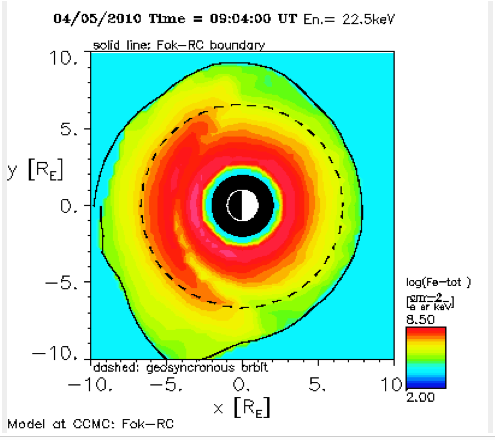 04/05/2010 Time = 09:04:00 UT En.= 22.5keV
solid line: Fok-RC boundary
10.
5.
y [RE]
0.
log(Fe-tot )
-5.
8.50
-10.
dashed: geosyncronous orbit
2.00
-10. -5. 0. 5. 10
x [RE]
Model at CCMC: Fok-RC